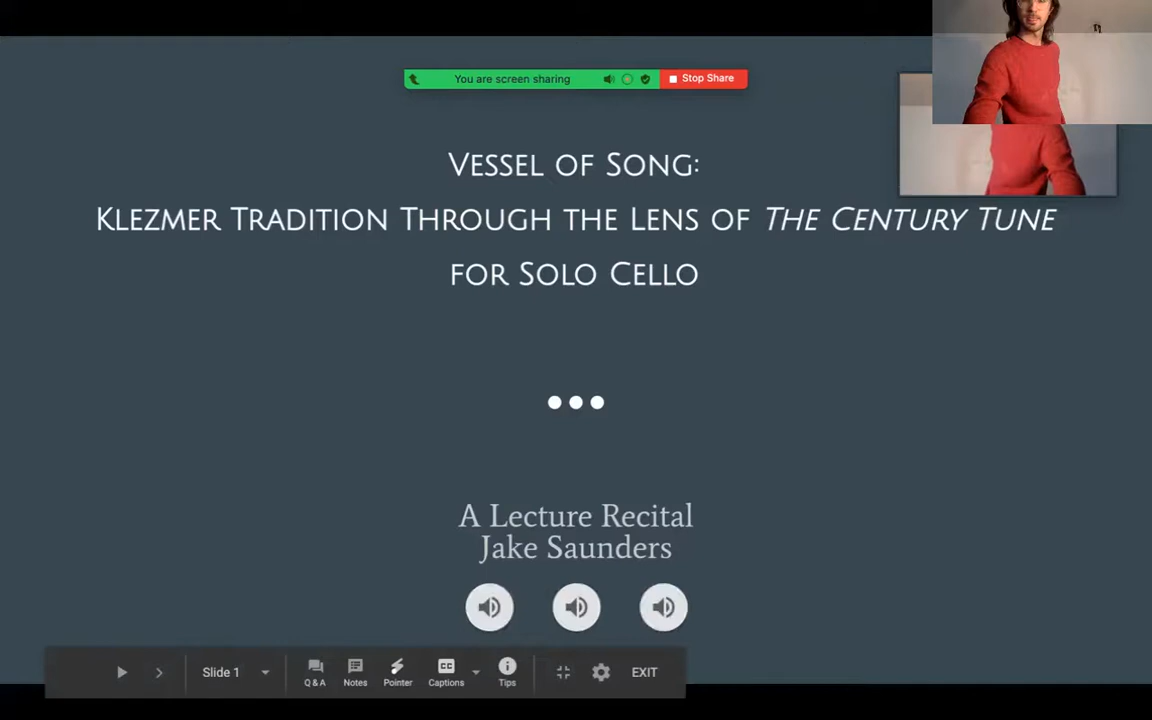 You are screen sharing
Stop Share
Vessel of Song:
Klezmer Tradition Through the Lens of The Century Tune
for Solo Cello
A Lecture Recital
Jake Saunders
Slide 1
Q & A
Notes
Pointer
CC
Captions
Tips
EXIT